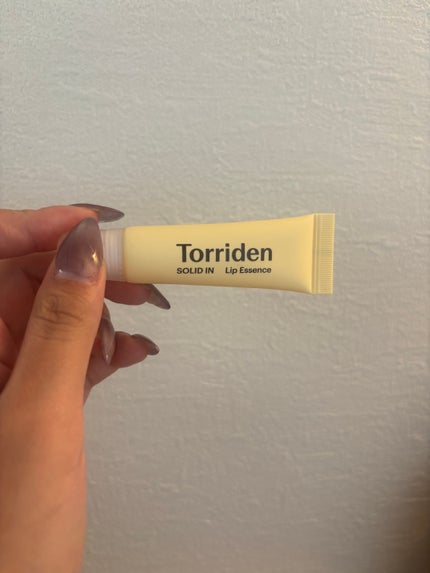 Torriden
SOLID IN Lip Essence